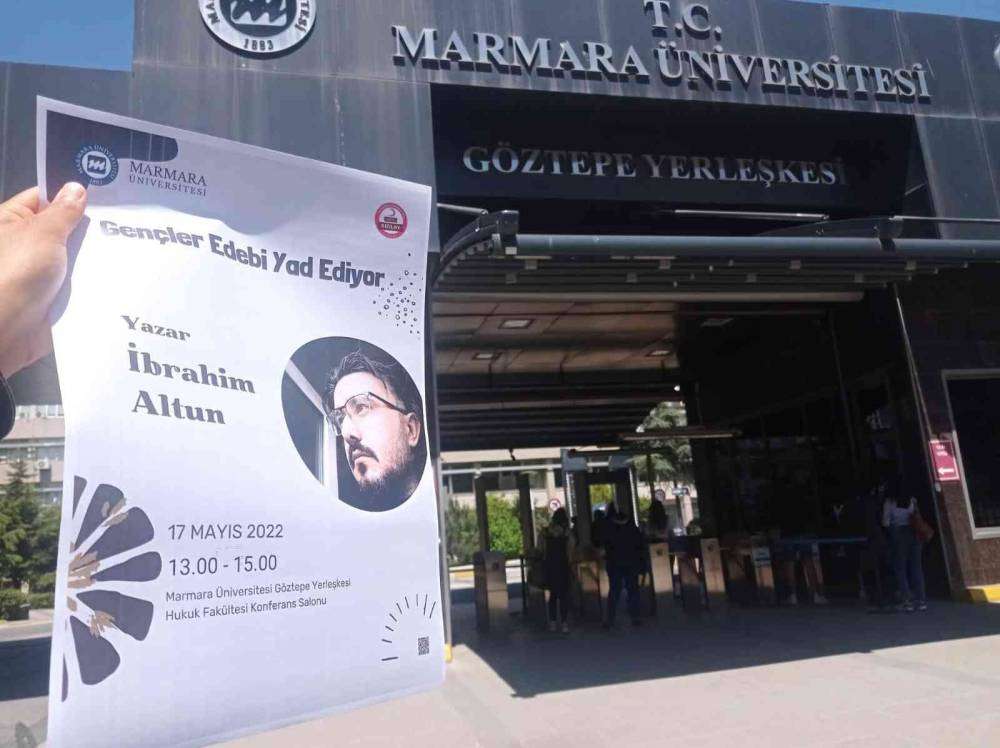 1883
T.C.
MARMARA ÜNİVERSİTESİ
GÖZTEPE YERLEŞKESİ
MARMARA
ÜNİVERSİTESİ
Gençler Edebi Yad Ediyor
Yazar
İbrahim
Altun
17 MAYIS 2022
13.00 - 15.00
Marmara Üniversitesi Göztepe Yerleşkesi
Hukuk Fakültesi Konferans Salonu